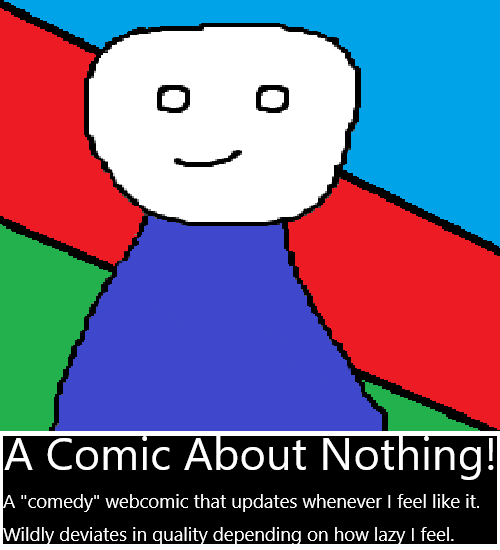 A Comic About Nothing!
A "comedy" webcomic that updates whenever I feel like it.
Wildly deviates in quality depending on how lazy I feel.